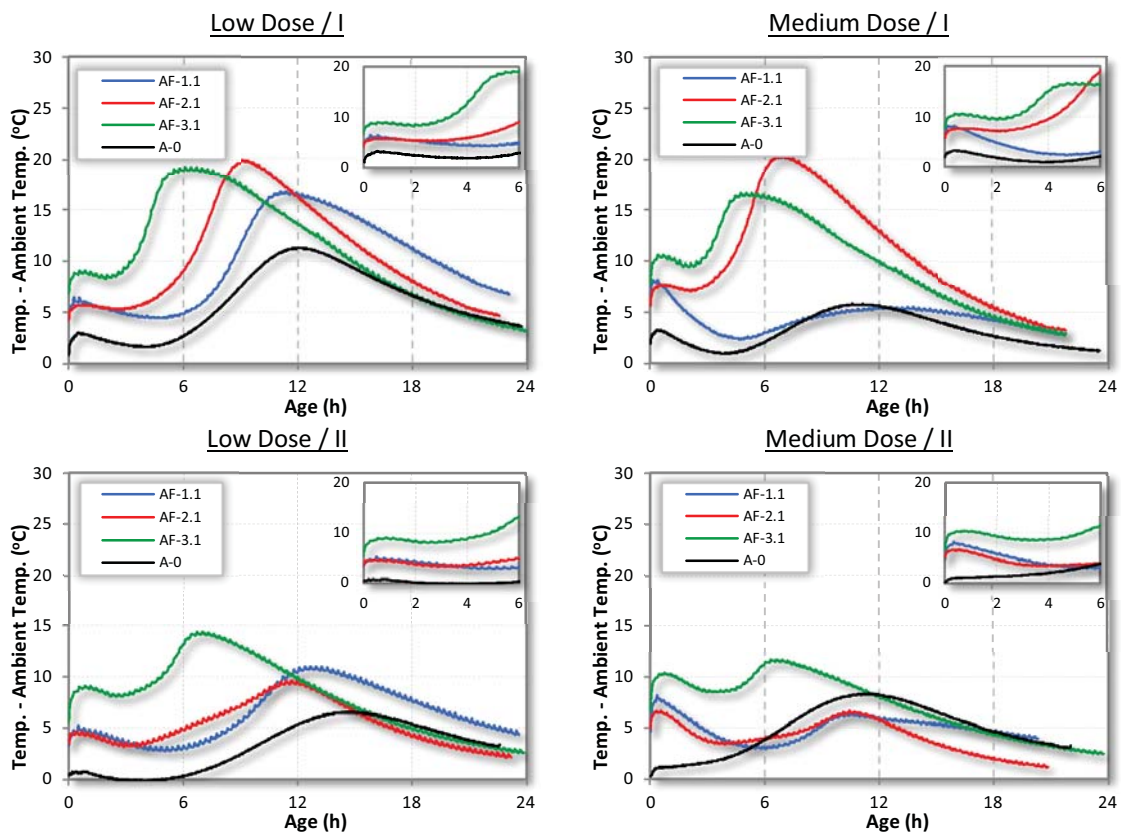 Low Dose / I
Temp. - Ambient Temp. (ºC)
30
25
20
15
10
5
0
AF-1.1
AF-2.1
AF-3.1
A-0
20
10
0
0 2 4 6
0 6 12 18 24
Age (h)
Medium Dose / I
Temp. - Ambient Temp. (ºC)
30
25
20
15
10
5
0
AF-1.1
AF-2.1
AF-3.1
A-0
20
10
0
0 2 4 6
0 6 12 18 24
Age (h)
Low Dose / II
Temp. - Ambient Temp. (ºC)
30
25
20
15
10
5
0
AF-1.1
AF-2.1
AF-3.1
A-0
20
10
0
0 2 4 6
0 6 12 18 24
Age (h)
Medium Dose / II
Temp. - Ambient Temp. (ºC)
30
25
20
15
10
5
0
AF-1.1
AF-2.1
AF-3.1
A-0
20
10
0
0 2 4 6
0 6 12 18 24
Age (h)